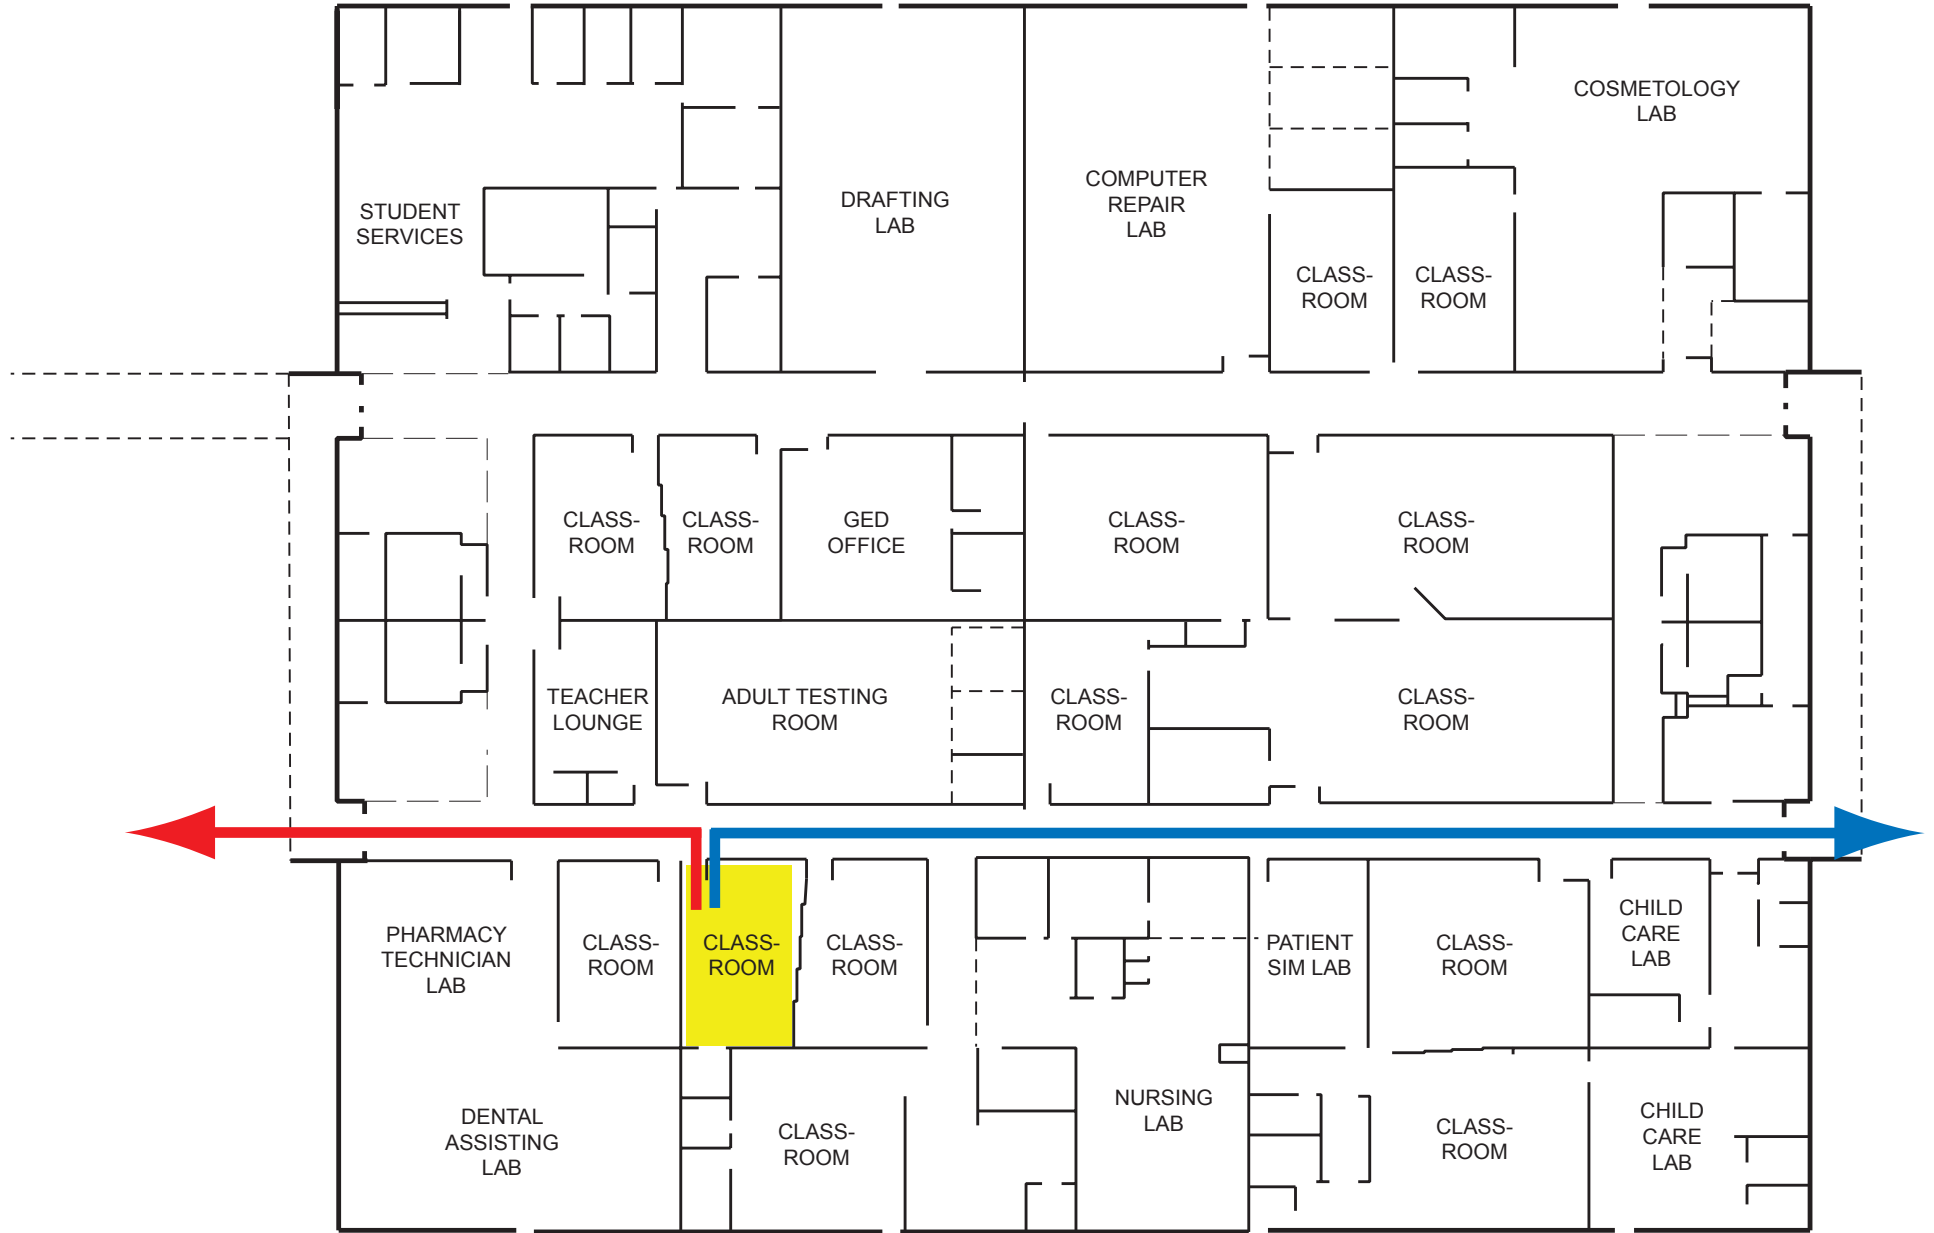 COSMETOLOGY
LAB
STUDENT
SERVICES
DRAFTING
LAB
COMPUTER
REPAIR
LAB
CLASS-
ROOM
CLASS-
ROOM
CLASS-
ROOM
CLASS-
ROOM
GED
OFFICE
CLASS-
ROOM
CLASS-
ROOM
TEACHER
LOUNGE
ADULT TESTING
ROOM
CLASS-
ROOM
CLASS-
ROOM
PHARMACY
TECHNICIAN
LAB
CLASS-
ROOM
CLASS-
ROOM
CLASS-
ROOM
PATIENT
SIM LAB
CLASS-
ROOM
CHILD
CARE
LAB
DENTAL
ASSISTING
LAB
CLASS-
ROOM
NURSING
LAB
CLASS-
ROOM
CHILD
CARE
LAB